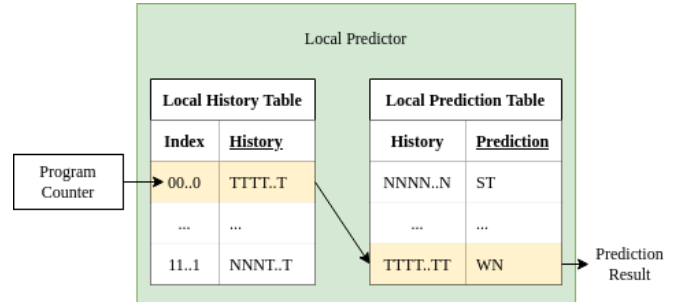 Local Predictor
Local History Table
Index History
00..0 TTTT..T
... ...
11..1 NNNT..T
Local Prediction Table
History Prediction
NNNN..N ST
... ...
TTTT..TT WN
Program
Counter
Prediction
Result